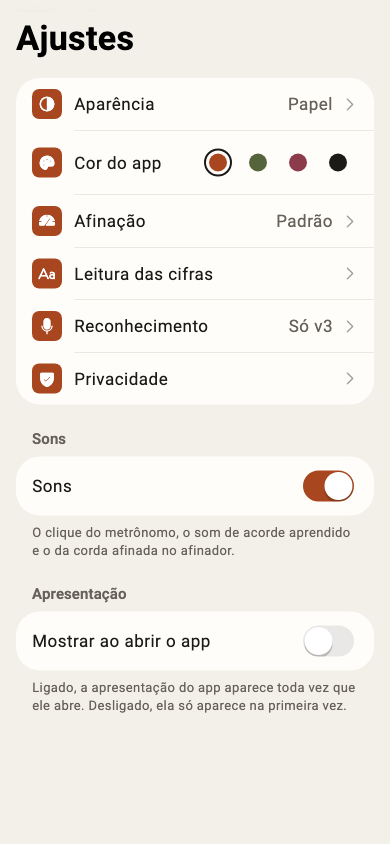 Ajustes
Aparência Papel
Cor do app
Afinação Padrão
Aa Leitura das cifras
Reconhecimento Só v3
Privacidade
Sons
Sons
O clique do metrônomo, o som de acorde aprendido
e o da corda afinada no afinador.
Apresentação
Mostrar ao abrir o app
Ligado, a apresentação do app aparece toda vez que
ele abre. Desligado, ela só aparece na primeira vez.